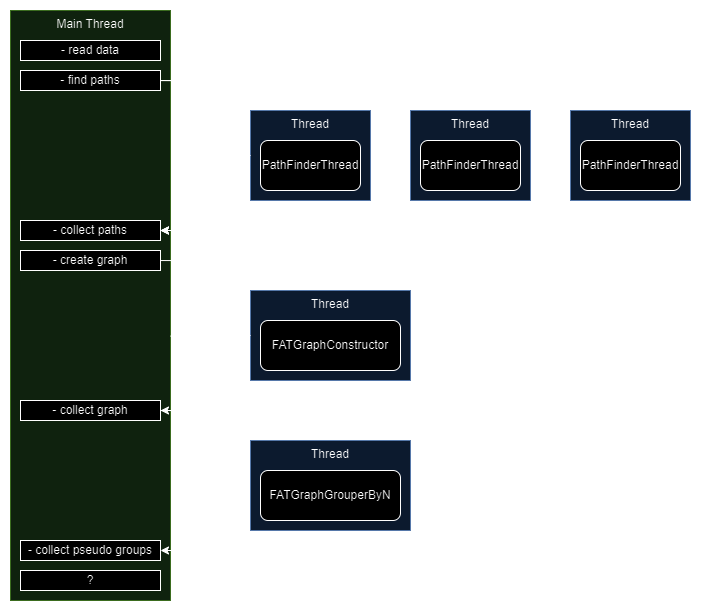 Main Thread
- read data
- find paths
Thread
Thread
Thread
PathFinderThread
PathFinderThread
PathFinderThread
- collect paths
- create graph
Thread
FATGraphConstructor
- collect graph
Thread
FATGraphGrouperByN
- collect pseudo groups
?